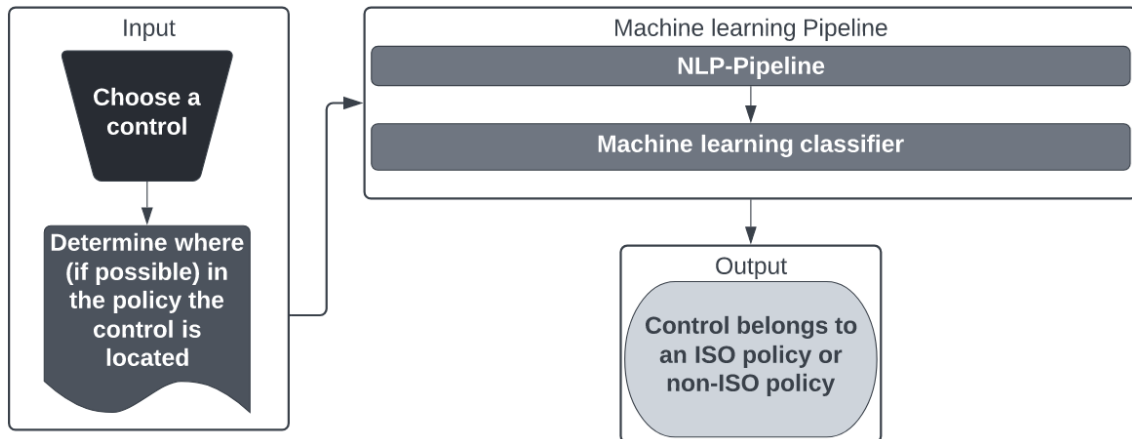 Input
Choose a
control
Determine where
(if possible) in
the policy the
control is
located
Machine learning Pipeline
NLP-Pipeline
Machine learning classifier
Output
Control belongs to
an ISO policy or
non-ISO policy